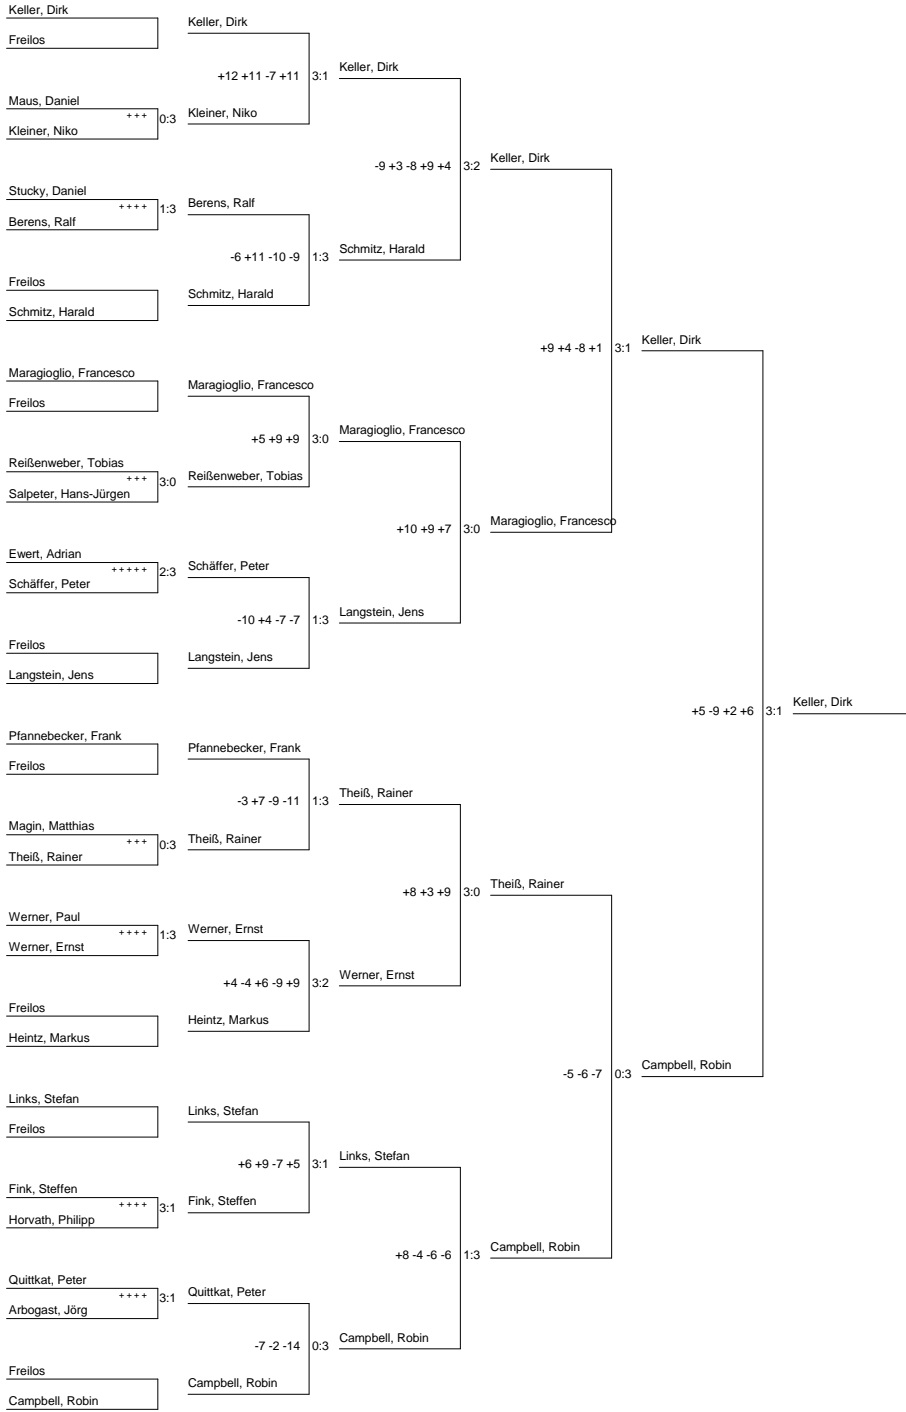 Keller, Dirk
Freilos
Maus, Daniel
+ + + 0:3
Kleiner, Niko
Stucky, Daniel
+ + + + 1:3
Berens, Ralf
Freilos
Schmitz, Harald
Maragioglio, Francesco
Freilos
Reißenweber, Tobias
+ + + 3:0
Salpeter, Hans-Jürgen
Ewert, Adrian
+ + + + + 2:3
Schäffer, Peter
Freilos
Langstein, Jens
Pfannebecker, Frank
Freilos
Magin, Matthias
+ + + 0:3
Theiß, Rainer
Werner, Paul
+ + + + 1:3
Werner, Ernst
Freilos
Heintz, Markus
Links, Stefan
Freilos
Fink, Steffen
+ + + + 3:1
Horvath, Philipp
Quittkat, Peter
+ + + + 3:1
Arbogast, Jörg
Freilos
Campbell, Robin
Keller, Dirk
+12 +11 -7 +11 3:1
Kleiner, Niko
Berens, Ralf
-6 +11 -10 -9 1:3
Schmitz, Harald
Maragioglio, Francesco
+5 +9 +9 3:0
Reißenweber, Tobias
Schäffer, Peter
-10 +4 -7 -7 1:3
Langstein, Jens
Pfannebecker, Frank
-3 +7 -9 -11 1:3
Theiß, Rainer
Werner, Ernst
+4 -4 +6 -9 +9 3:2
Heintz, Markus
Links, Stefan
+6 +9 -7 +5 3:1
Fink, Steffen
Quittkat, Peter
-7 -2 -14 0:3
Campbell, Robin
Keller, Dirk
-9 +3 -8 +9 +4 3:2
Schmitz, Harald
Maragioglio, Francesco
+10 +9 +7 3:0
Langstein, Jens
Theiß, Rainer
+8 +3 +9 3:0
Werner, Ernst
Links, Stefan
+8 -4 -6 -6 1:3
Campbell, Robin
Keller, Dirk
+9 +4 -8 +1 3:1
Maragioglio, Francesco
Theiß, Rainer
-5 -6 -7 0:3
Campbell, Robin
Keller, Dirk
+5 -9 +2 +6 3:1
Campbell, Robin
Keller, Dirk